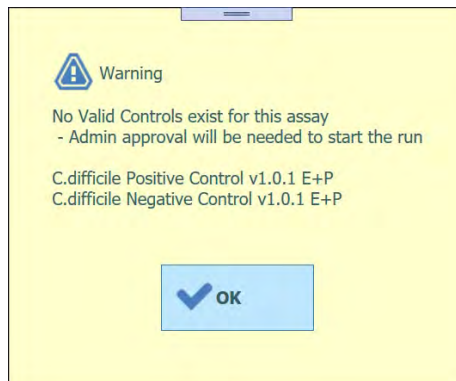 Warning
No Valid Controls exist for this assay
- Admin approval will be needed to start the run
C.difficile Positive Control v1.0.1 E+P
C.difficile Negative Control v1.0.1 E+P
OK